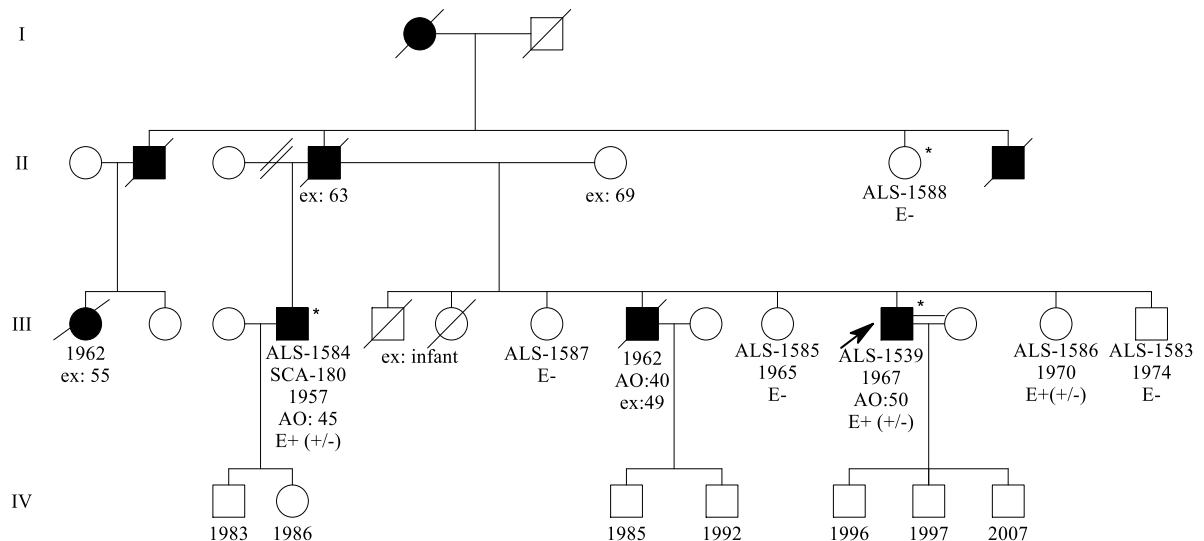 I
II
*
ex: 63
ex: 69
ALS-1588
E-
III
*
*
1962
ex: 55
ALS-1584
SCA-180
1957
AO: 45
E+ (+/-)
ex: infant
ALS-1587
E-
1962
AO:40
ex:49
ALS-1585
1965
E-
ALS-1539
1967
AO:50
E+ (+/-)
ALS-1586
1970
E+(+/-)
ALS-1583
1974
E-
IV
1983
1986
1985
1992
1996
1997
2007